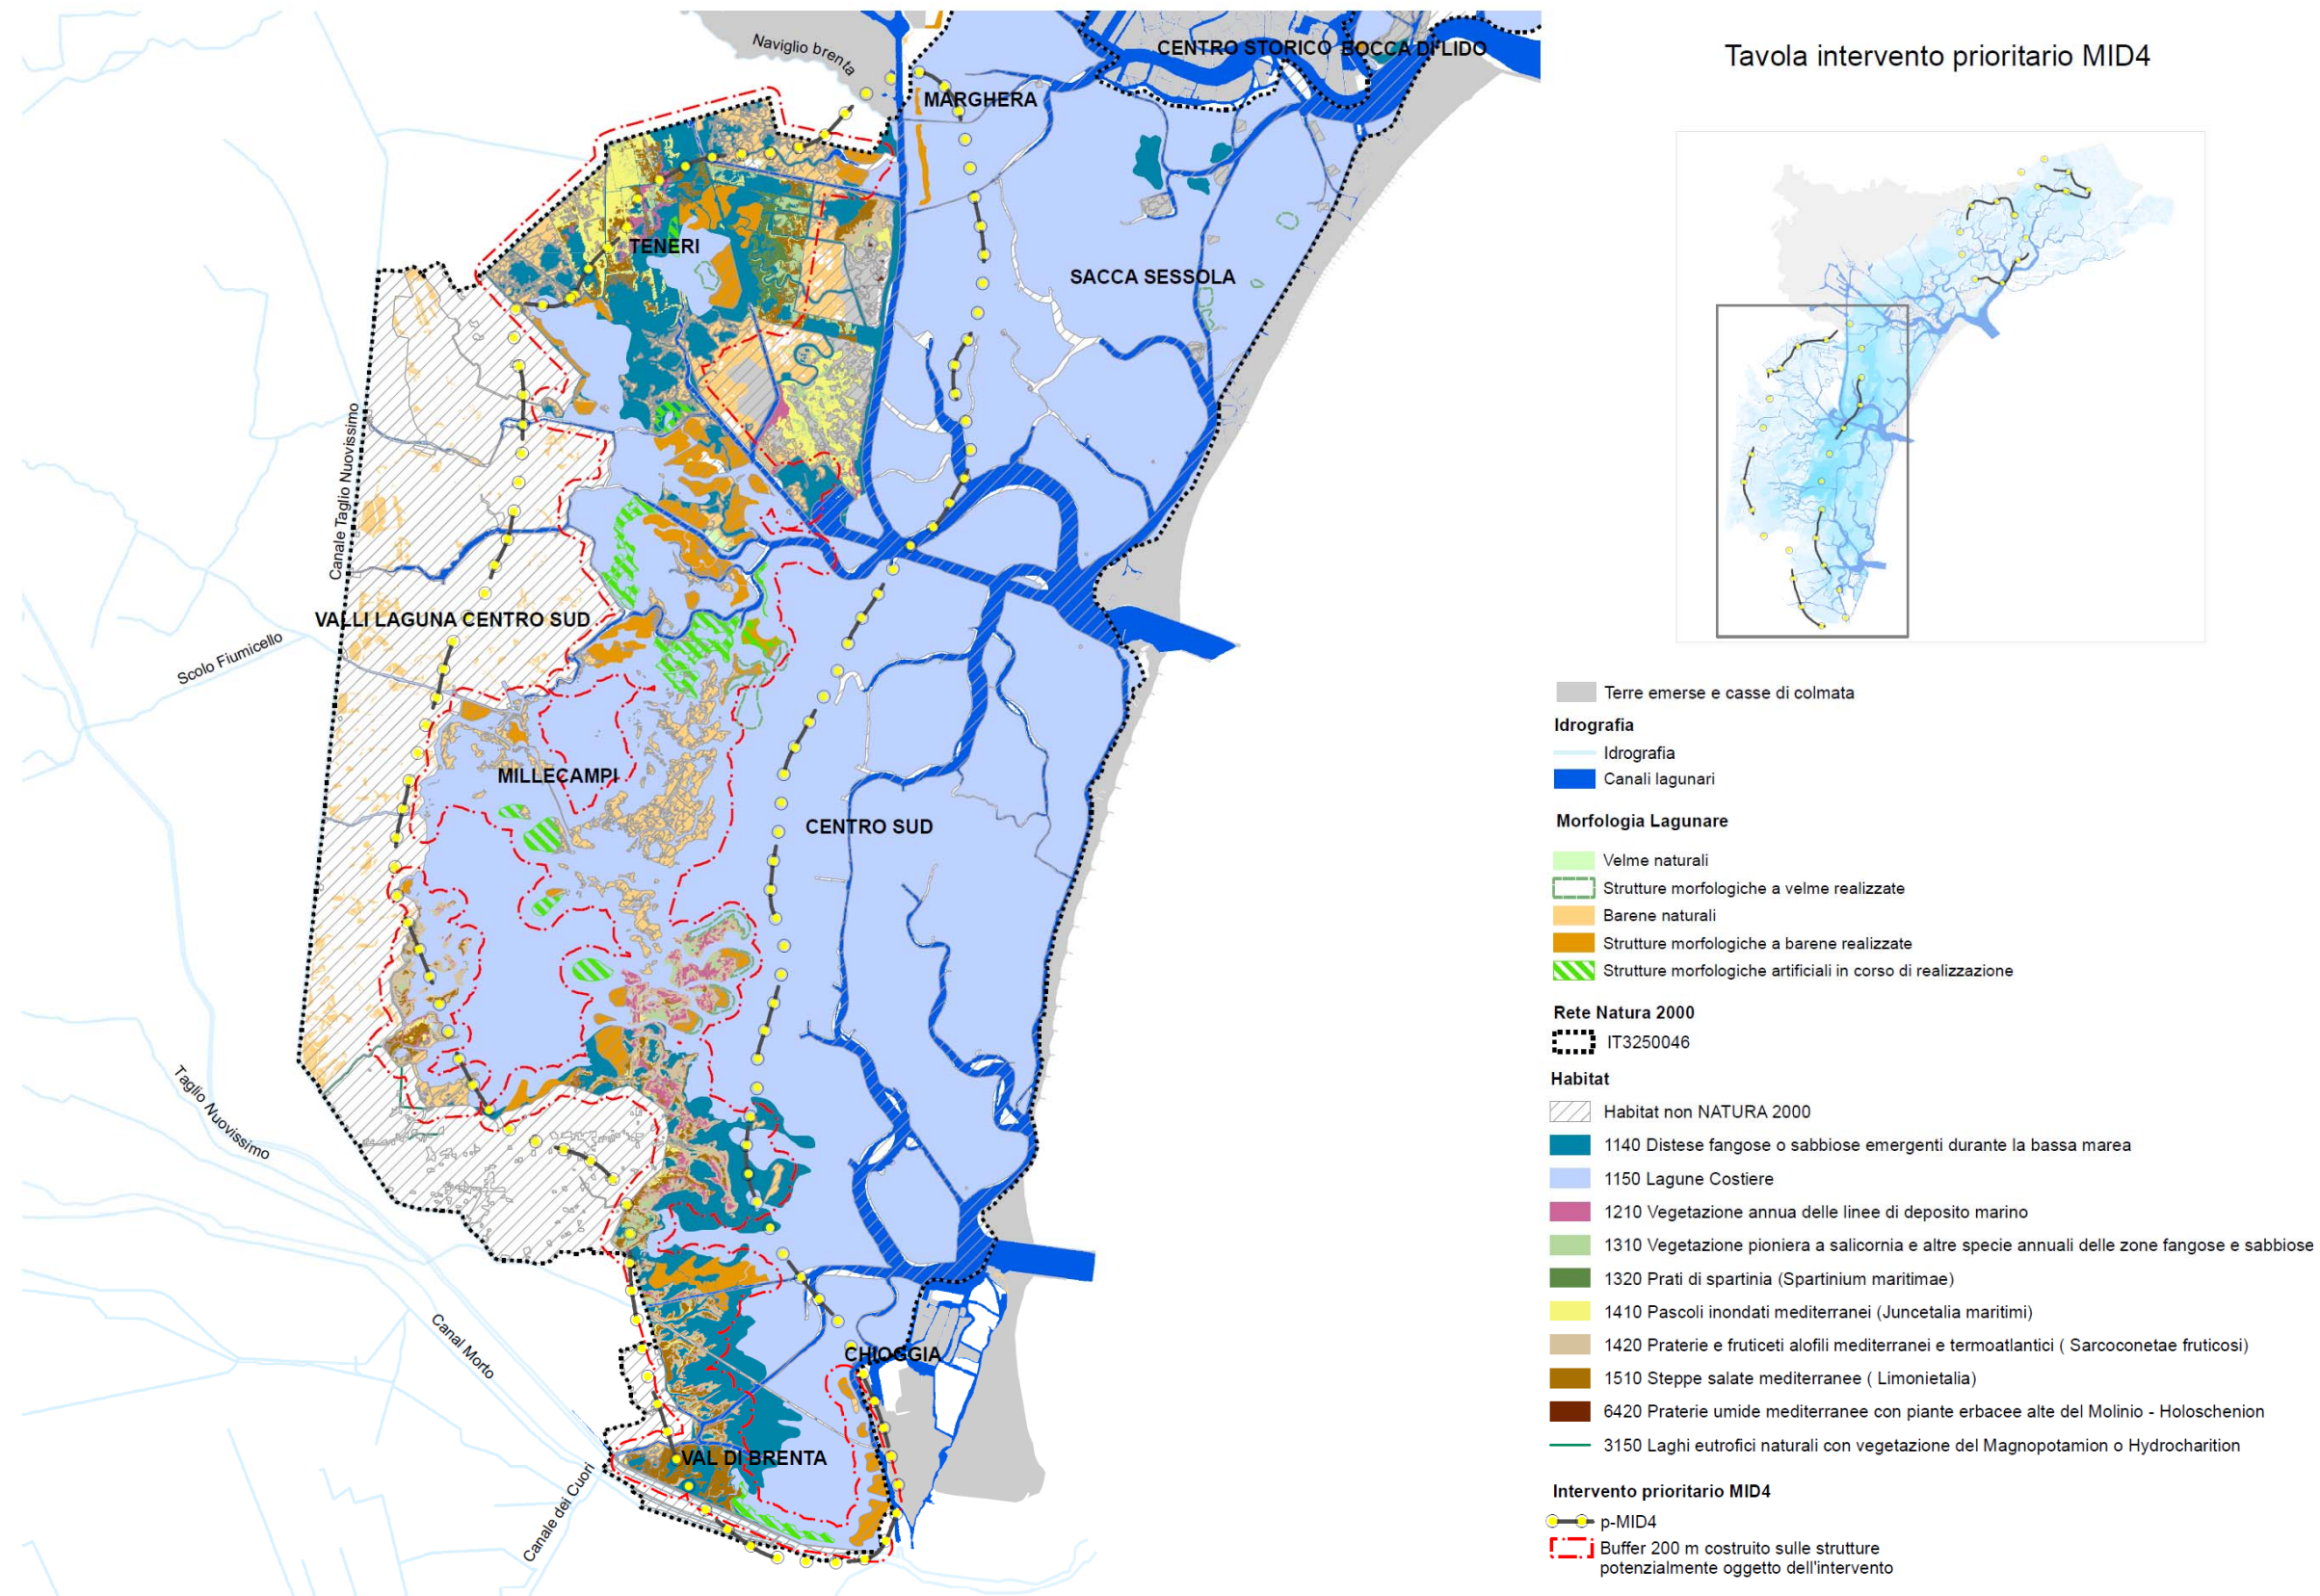 Tavola intervento prioritario MID4
Naviglio brenta
CENTRO STORICO
BOCCA DI LIDO
MARGHERA
TENERI
SACCA SESSOLA
Canale Taglio Nuovissimo
VALLI LAGUNA CENTRO SUD
Scolo Fiumicello
MILLECAMPI
CENTRO SUD
Taglio Nuovissimo
Canal Morto
CHIOGGIA
VAL DI BRENTA
Canale dei Cuori
Terre emerse e casse di colmata
Idrografia
Idrografia
Canali lagunari
Morfologia Lagunare
Velme naturali
Strutture morfologiche a velme realizzate
Barene naturali
Strutture morfologiche a barene realizzate
Strutture morfologiche artificiali in corso di realizzazione
Rete Natura 2000
IT3250046
Habitat
Habitat non NATURA 2000
1140 Distese fangose o sabbiose emergenti durante la bassa marea
1150 Lagune Costiere
1210 Vegetazione annua delle linee di deposito marino
1310 Vegetazione pioniera a salicornia e altre specie annuali delle zone fangose e sabbiose
1320 Prati di spartinia (Spartinium maritimae)
1410 Pascoli inondati mediterranei (Juncetalia maritimi)
1420 Praterie e fruticeti alofili mediterranei e termoatlantici ( Sarcoconetae fruticosi)
1510 Steppe salate mediterranee ( Limonietalia)
6420 Praterie umide mediterranee con piante erbacee alte del Molinio - Holoschenion
3150 Laghi eutrofici naturali con vegetazione del Magnopotamion o Hydrocharition
Intervento prioritario MID4
p-MID4
Buffer 200 m costruito sulle strutture
potenzialmente oggetto dell'intervento